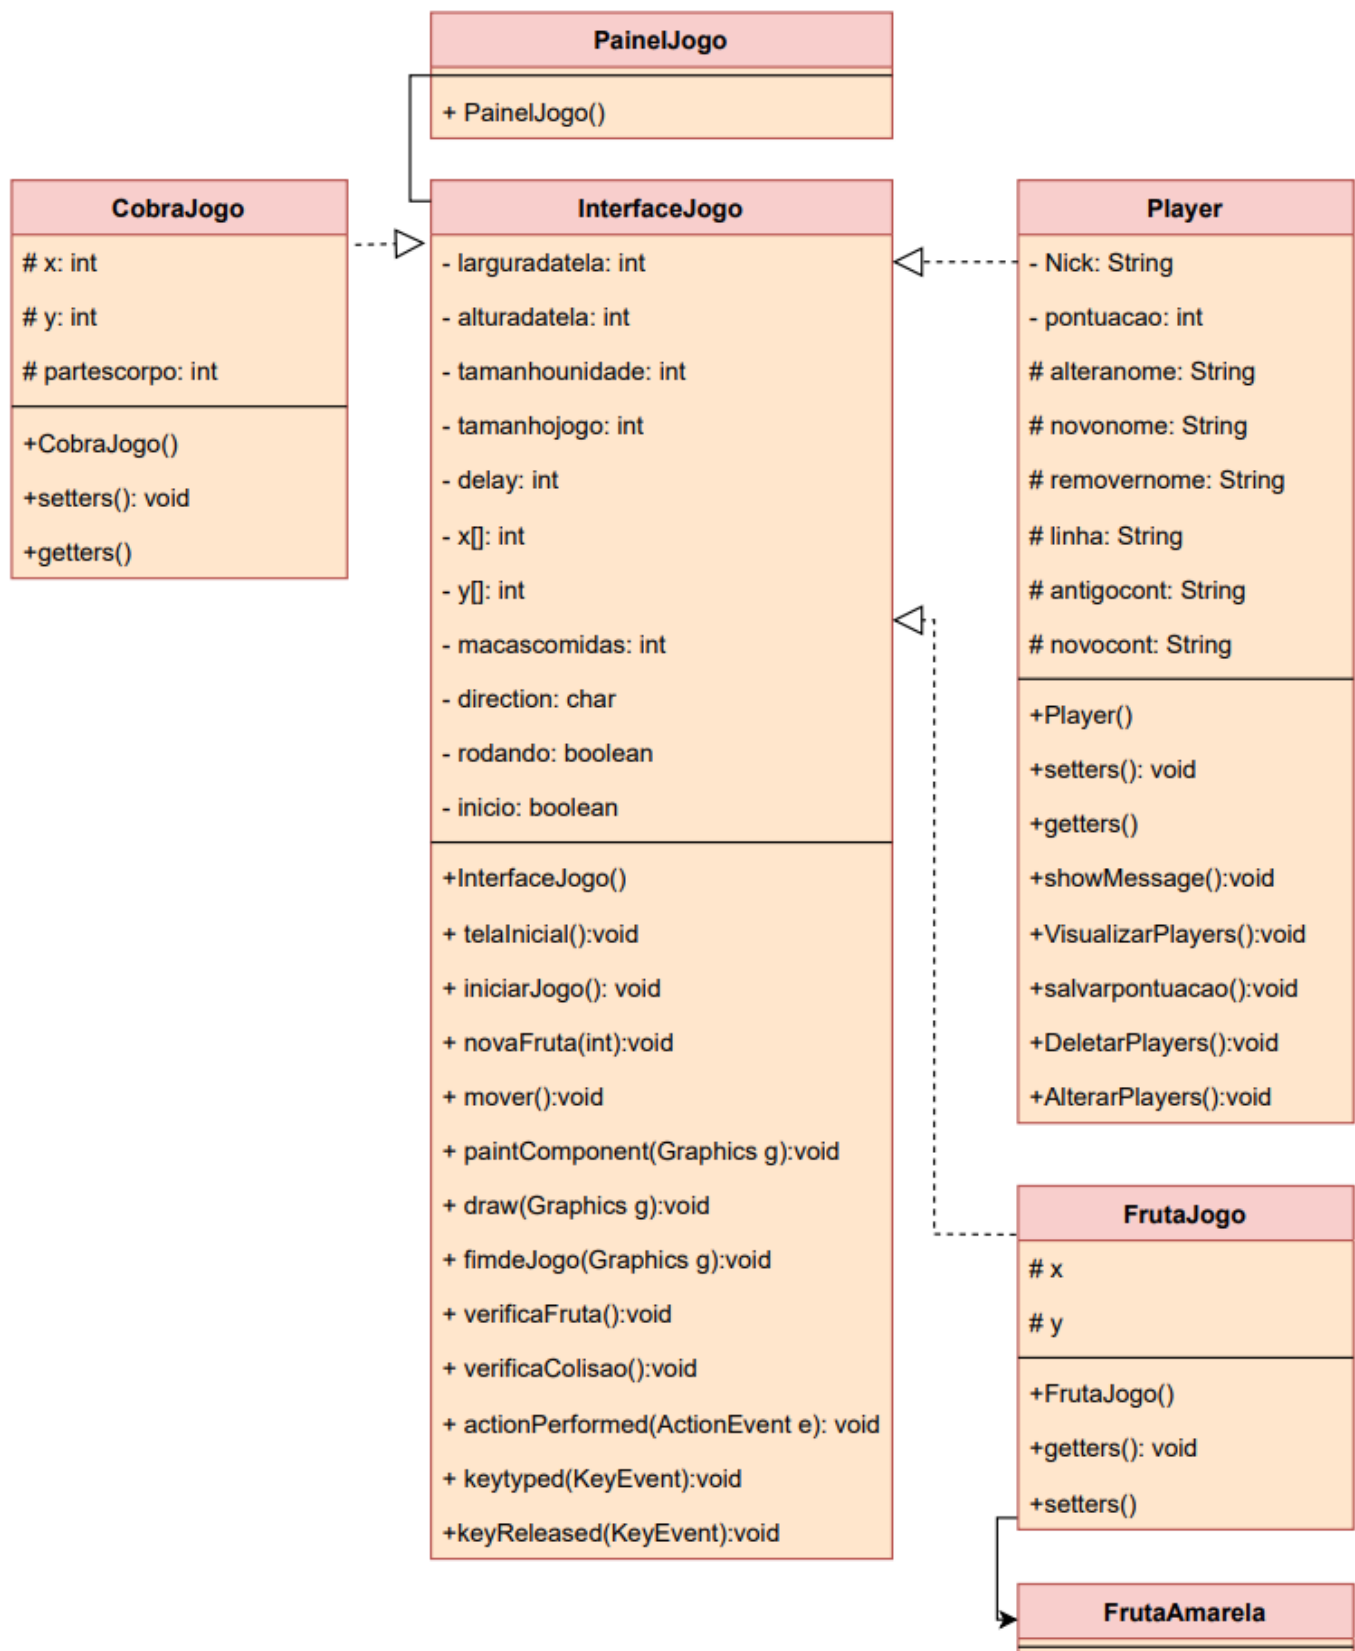 PainelJogo
+ PainelJogo()
CobraJogo
# x: int
# y: int
# partescorpo: int
+CobraJogo()
+setters(): void
+getters()
InterfaceJogo
- larguradatela: int
- alturadatela: int
- tamanhounidade: int
- tamanhojogo: int
- delay: int
- x[]: int
- y[]: int
- macascomidas: int
- direction: char
- rodando: boolean
- inicio: boolean
+InterfaceJogo()
+ telaInicial():void
+ iniciarJogo(): void
+ novaFruta(int):void
+ mover():void
+ paintComponent(Graphics g):void
+ draw(Graphics g):void
+ fimdeJogo(Graphics g):void
+ verificaFruta():void
+ verificaColisao():void
+ actionPerformed(ActionEvent e): void
+ keytyped(KeyEvent):void
+keyReleased(KeyEvent):void
Player
- Nick: String
- pontuacao: int
# alteranome: String
# novonome: String
# removernome: String
# linha: String
# antigocont: String
# novocont: String
+Player()
+setters(): void
+getters()
+showMessage():void
+VisualizarPlayers():void
+salvarpontuacao():void
+DeletarPlayers():void
+AlterarPlayers():void
FrutaJogo
# x
# y
+FrutaJogo()
+getters(): void
+setters()
FrutaAmarela